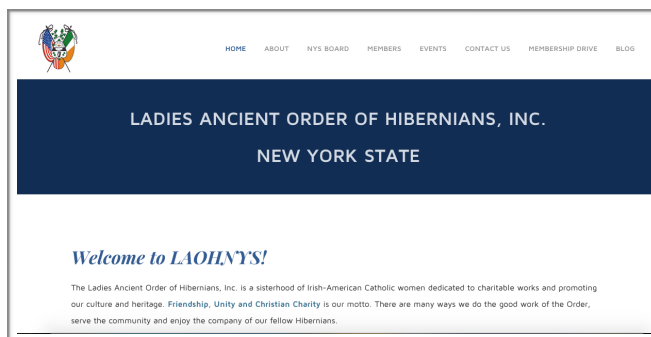 HOME ABOUT NYS BOARD MEMBERS EVENTS CONTACT US MEMBERSHIP DRIVE BLOG
LADIES ANCIENT ORDER OF HIBERNIANS, INC.
NEW YORK STATE
Welcome to LAOH,NYS!
The Ladies Ancient Order of Hibernians, Inc. is a sisterhood of Irish-American Catholic women dedicated to charitable works and promoting
our culture and heritage. Friendship, Unity and Christian Charity is our motto. There are many ways we do the good work of the Order,
serve the community and enjoy the company of our fellow Hibernians.